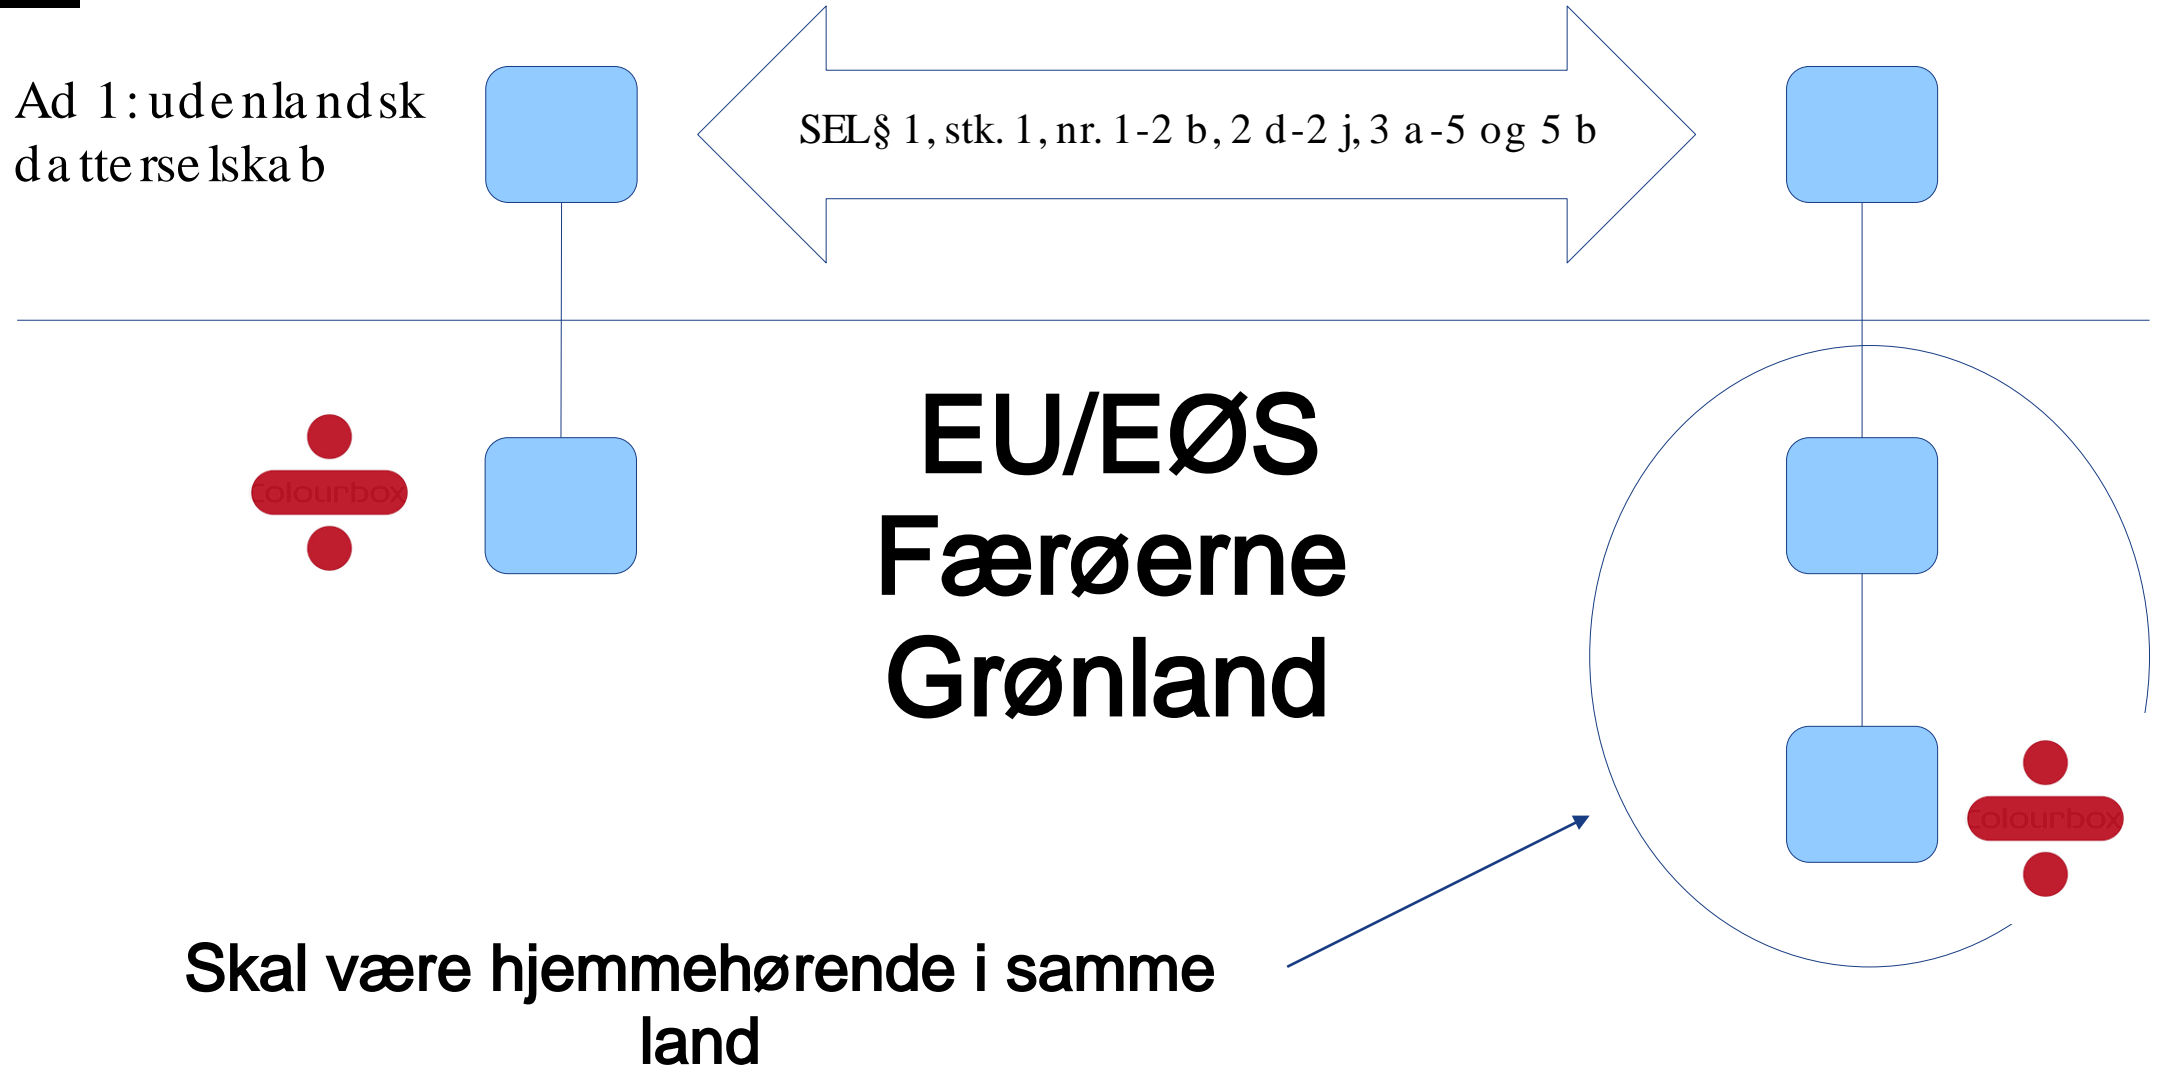 Ad 1: udenlandsk
datterselskab
SEL§ 1, stk. 1, nr. 1-2 b, 2 d-2 j, 3 a-5 og 5 b
EU/EØS
Færøerne
Grønland
colourbox
colourbox
Skal være hjemmehørende i samme
land